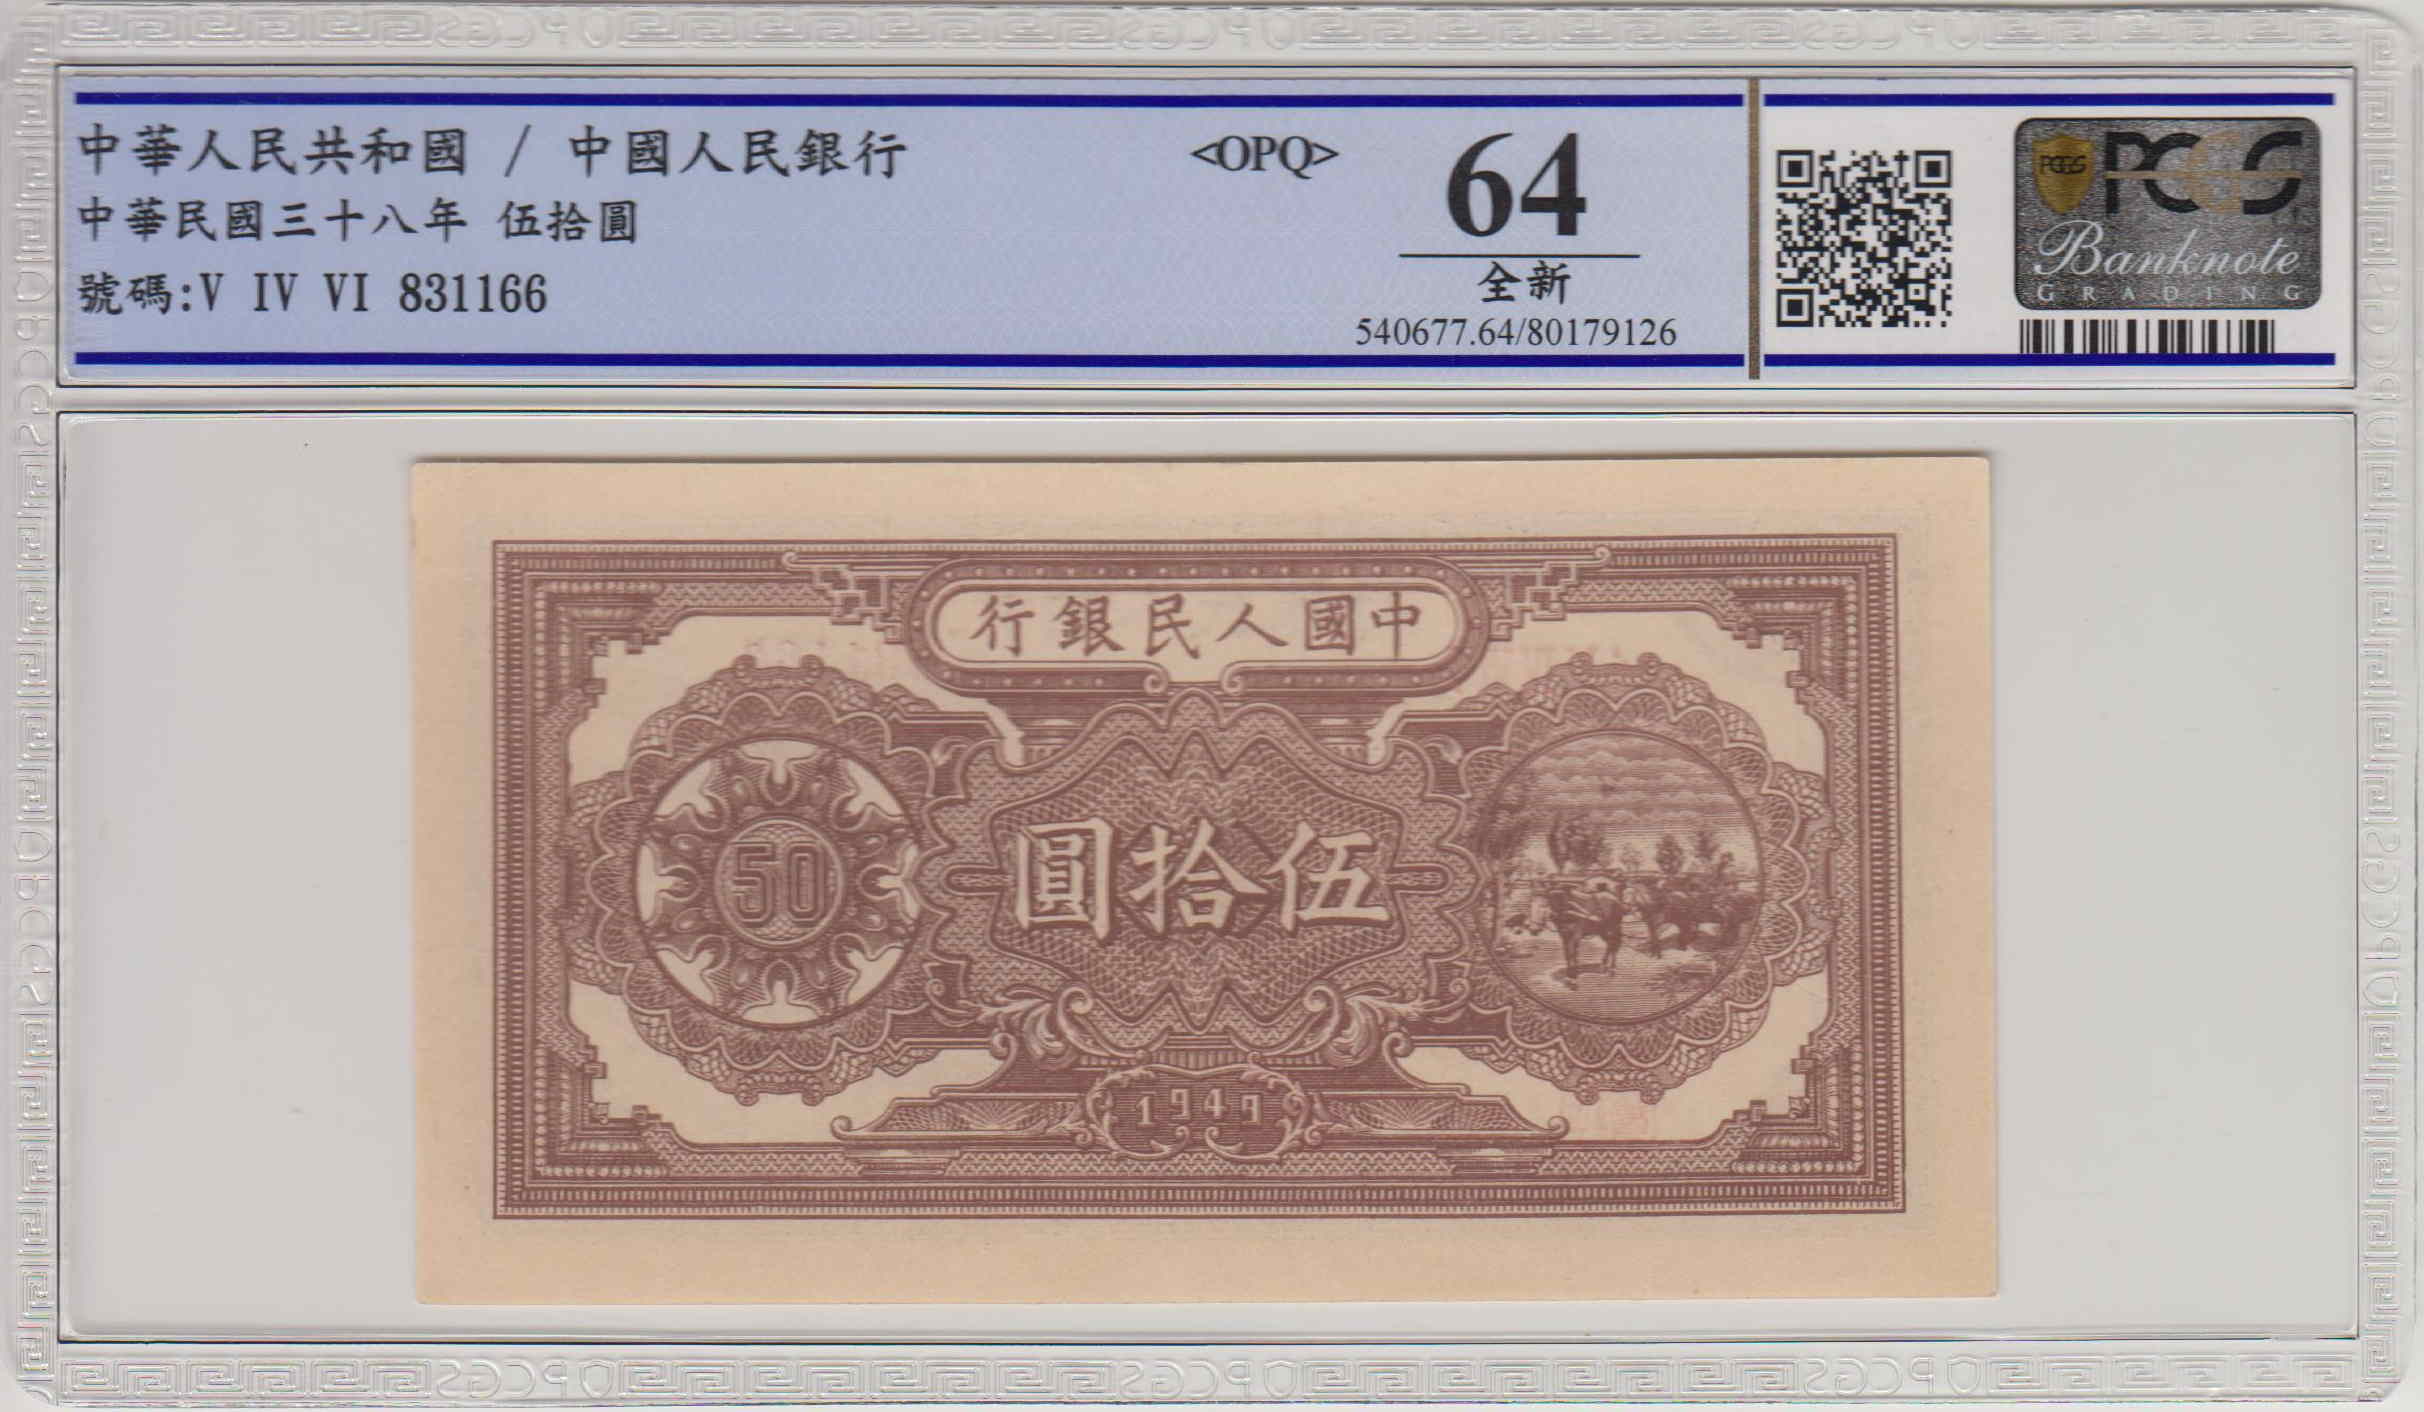 中華人民共和國 / 中國人民銀行
中華民國三十八年 伍拾圓
號碼:V IV VI 831166
<OPQ>
64
全新
540677.64/80179126
PCGS
PCGS
Banknote
GRADING
行銀民人國中
50
圓拾伍
1949